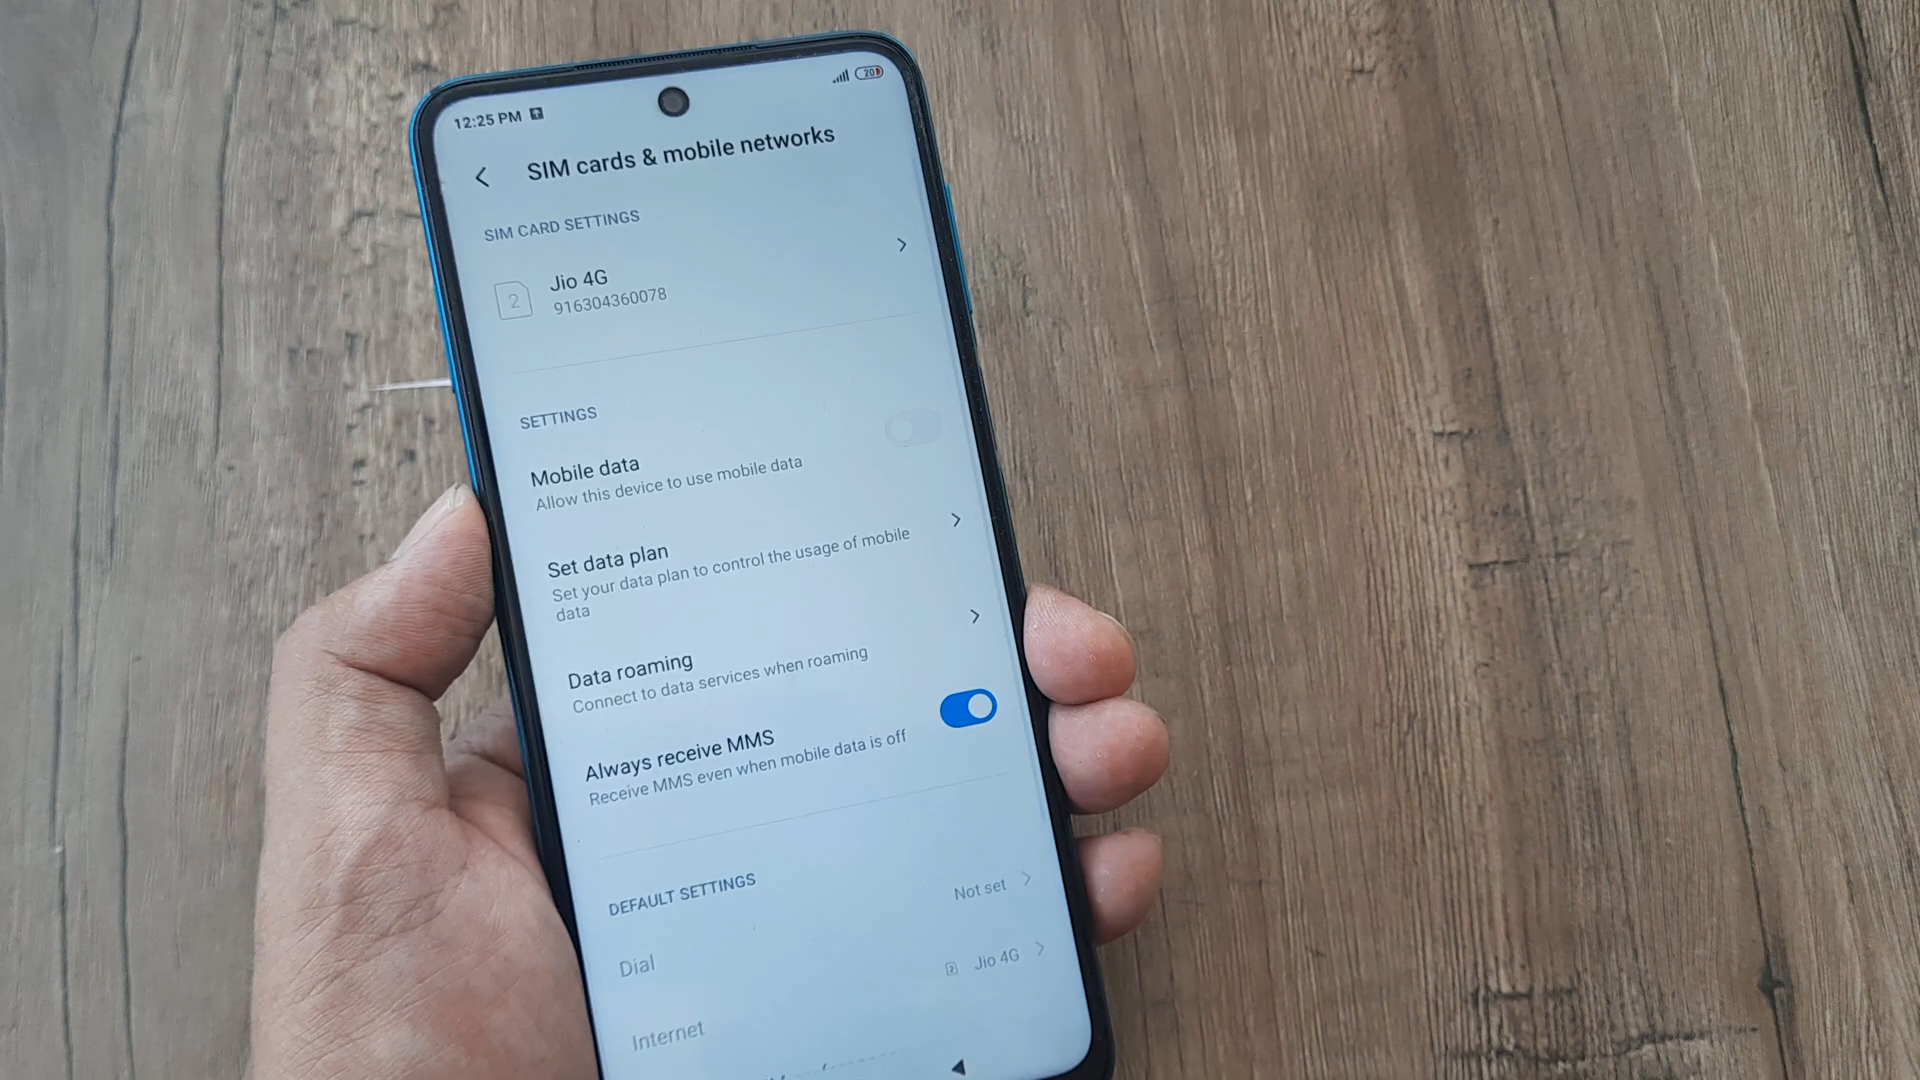 12:25 PM
20
SIM cards & mobile networks
SIM CARD SETTINGS
2
Jio 4G
916304360078
SETTINGS
Mobile data
Allow this device to use mobile data
Set data plan
Set your data plan to control the usage of mobile
data
Data roaming
Connect to data services when roaming
Always receive MMS
Receive MMS even when mobile data is off
DEFAULT SETTINGS
Dial
Not set
Internet
2 Jio 4G